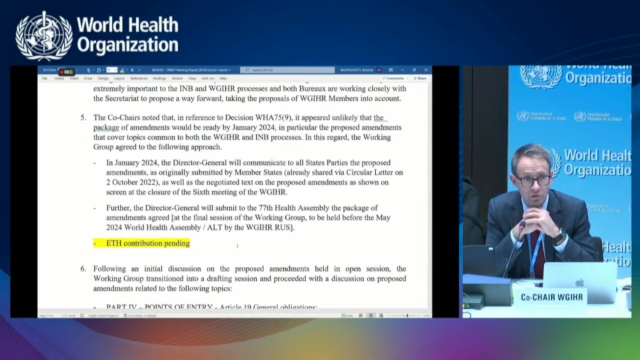 World Health
Organization
extremely important to the INB and WGIHR processes and both Bureaux are working closely with
the Secretariat to propose a way forward, taking the proposals of WGIHR Members into account.
5. The Co-Chairs noted that, in reference to Decision WHA75(9), it appeared unlikely that the
package of amendments would be ready by January 2024, in particular the proposed amendments
that cover topics common to both the WGIHR and INB processes. In this regard, the Working
Group agreed to the following approach.
- In January 2024, the Director-General will communicate to all States Parties the proposed
amendments, as originally submitted by Member States (already shared via Circular Letter on
2 October 2022), as well as the negotiated text on the proposed amendments as shown on
screen at the closure of the Sixth meeting of the WGIHR.
- Further, the Director-General will submit to the 77th Health Assembly the package of
amendments agreed [at the final session of the Working Group, to be held before the May
2024 World Health Assembly / ALT by the WGIHR RUS].
- ETH contribution pending
6. Following an initial discussion on the proposed amendments held in open session, the
Working Group transitioned into a drafting session and proceeded with a discussion on proposed
amendments related to the following topics:
- PART IV – POINTS OF ENTRY - Article 19 General obligations;
World Health
Organization
World Health
Organiz
Co-CHAIR WGIHR